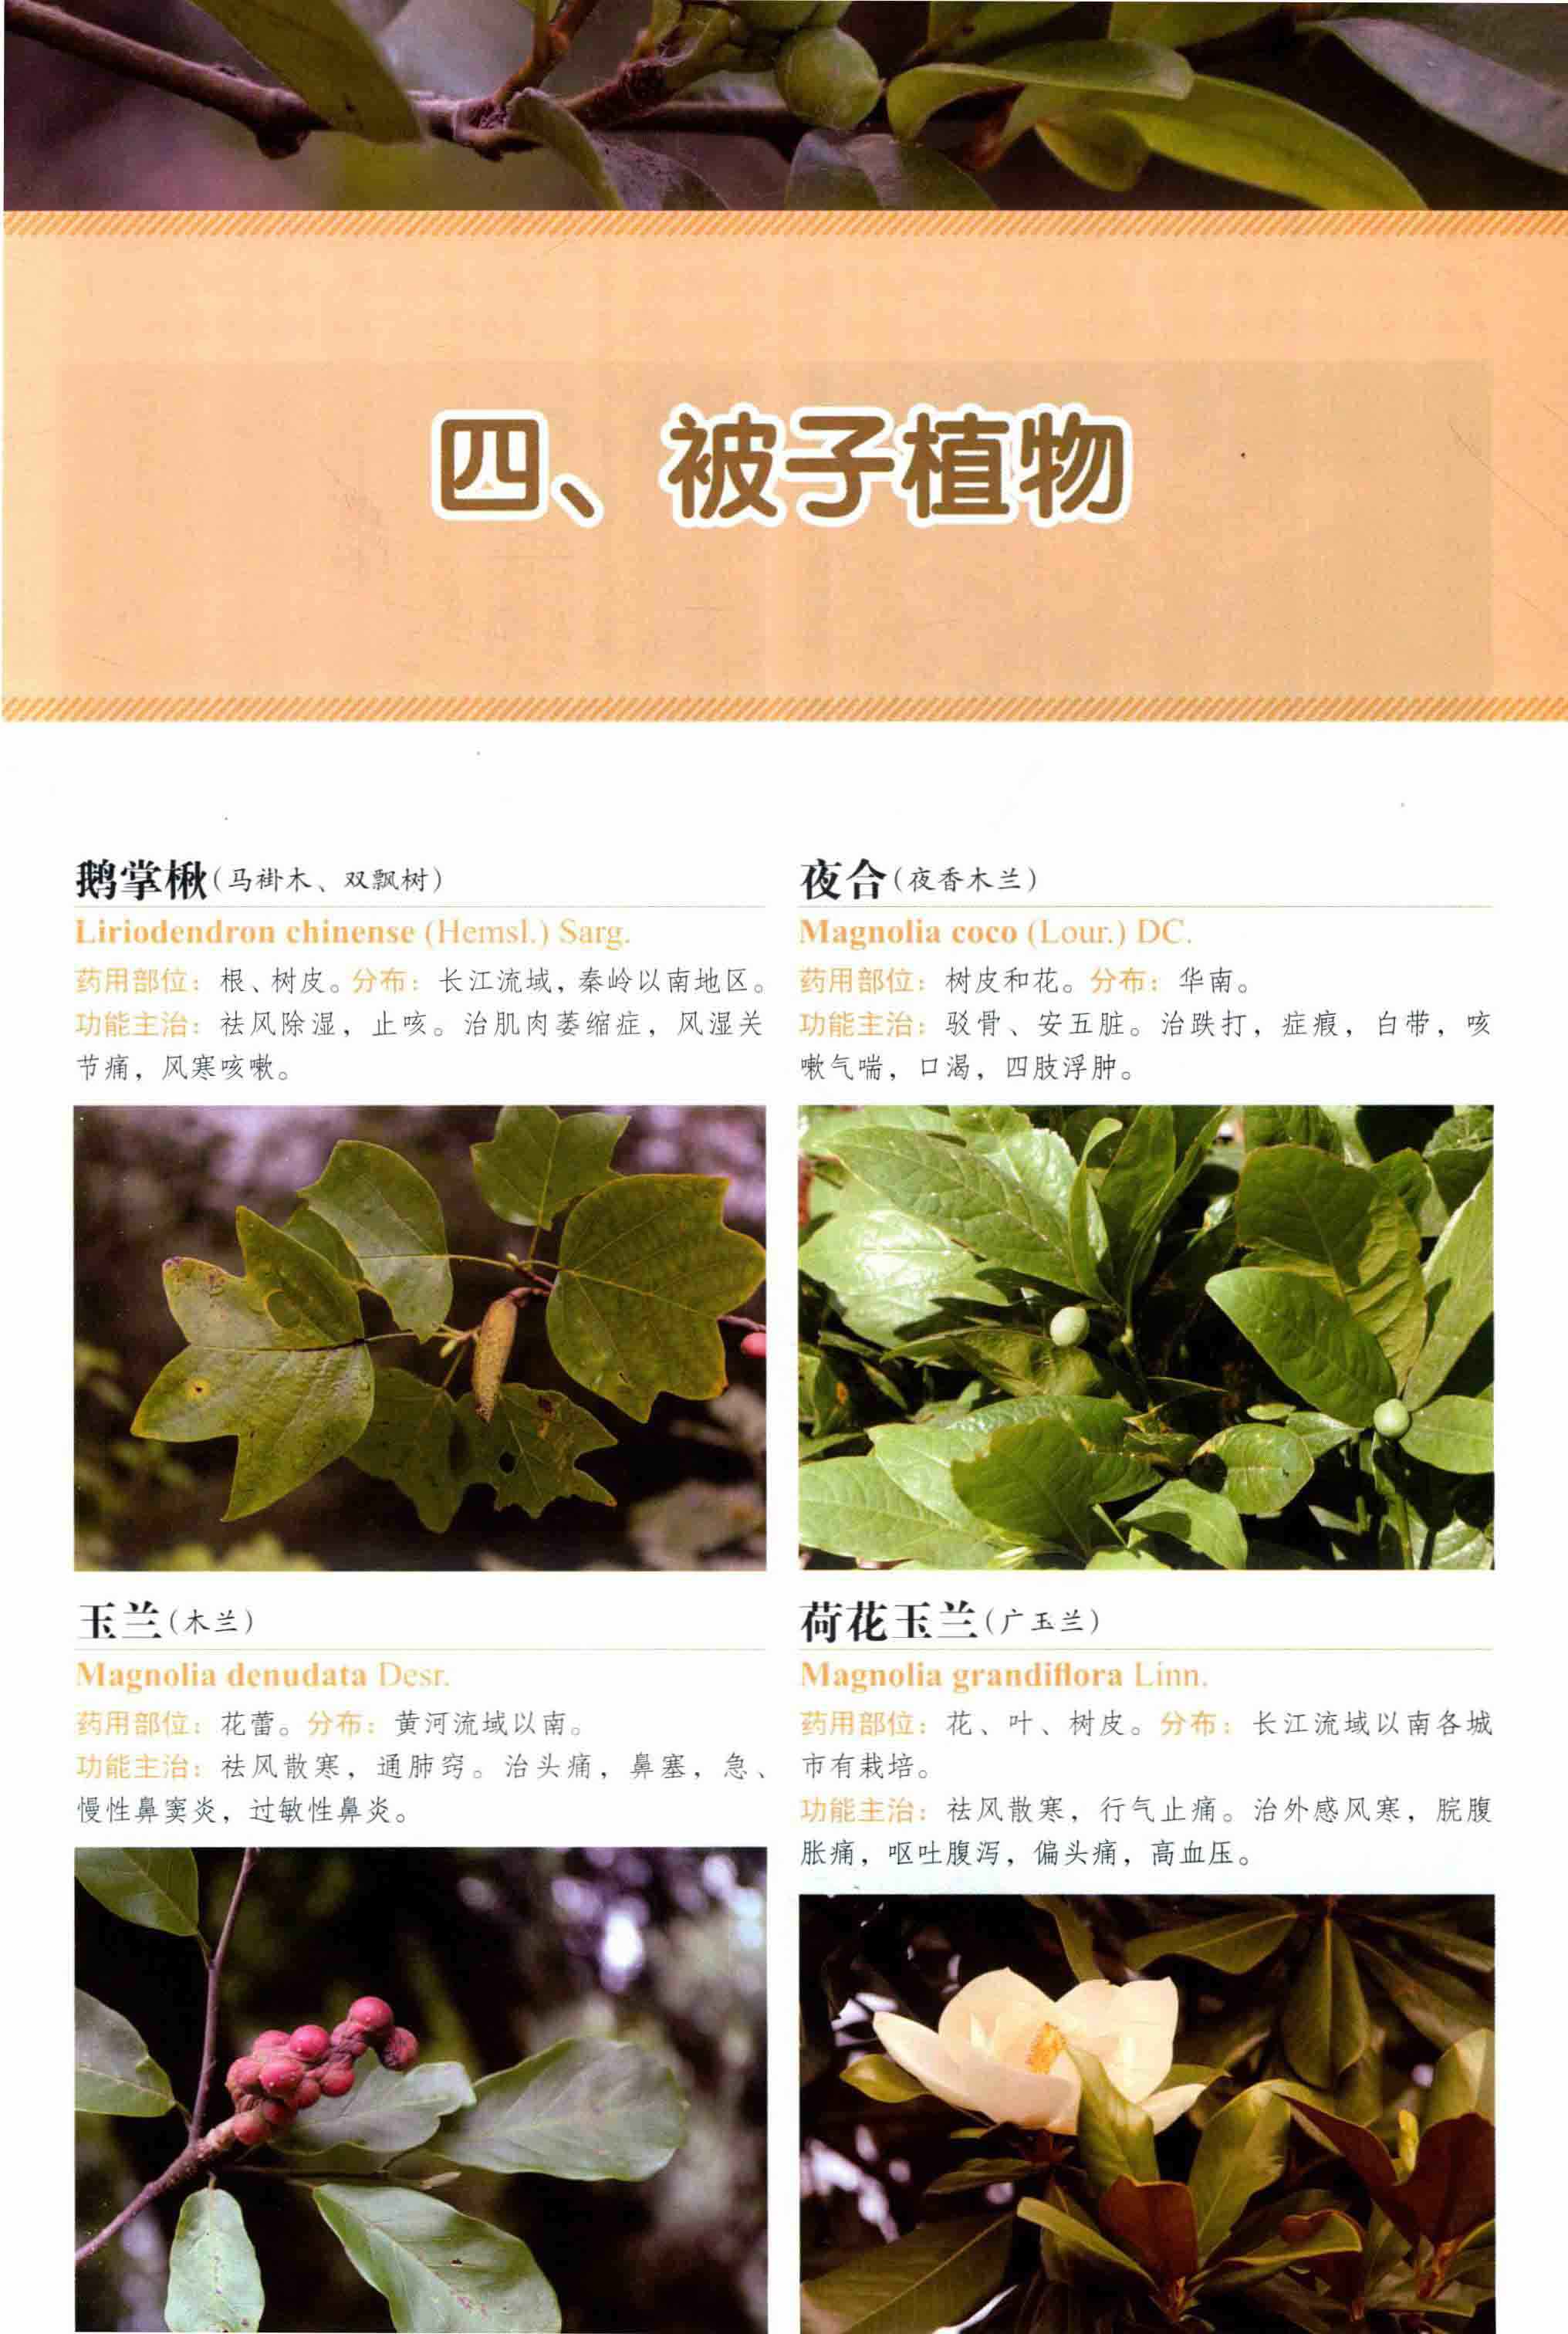 四、被子植物
鹅掌楸(马褂木、双飘树)
Liriodendron chinense (Hemsl.) Sarg.
药用部位：根、树皮。分布：长江流域，秦岭以南地区。
功能主治：祛风除湿，止咳。治肌肉萎缩症，风湿关
节痛，风寒咳嗽。
玉兰(木兰)
Magnolia denudata Desr.
药用部位：花蕾。分布：黄河流域以南。
功能主治：祛风散寒，通肺窍。治头痛，鼻塞，急、
慢性鼻窦炎，过敏性鼻炎。
夜合(夜香木兰)
Magnolia coco (Lour.) DC.
药用部位：树皮和花。分布：华南。
功能主治：驳骨、安五脏。治跌打，症瘕，白带，咳
嗽气喘，口渴，四肢浮肿。
荷花玉兰(广玉兰)
Magnolia grandiflora Linn.
药用部位：花、叶、树皮。分布：长江流域以南各城
市有栽培。
功能主治：祛风散寒，行气止痛。治外感风寒，脘腹
胀痛，呕吐腹泻，偏头痛，高血压。